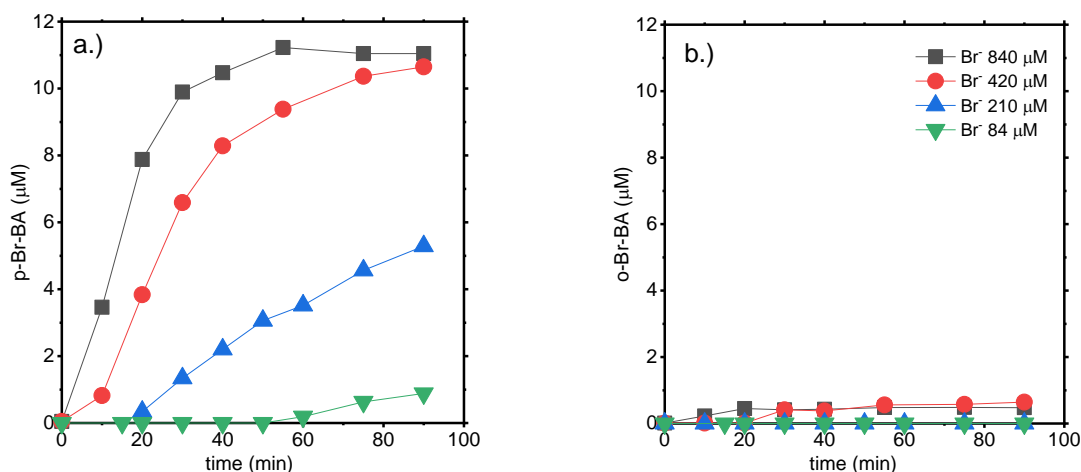 a.)
12
10
8
6
4
2
0
p-Br-BA (μM)
0 20 40 60 80 100
time (min)
b.)
12
10
8
6
4
2
0
o-Br-BA (μM)
0 20 40 60 80 100
time (min)
Br⁻ 840 μM
Br⁻ 420 μM
Br⁻ 210 μM
Br⁻ 84 μM